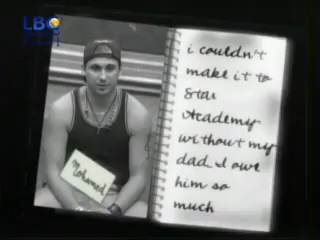 LBC
Mohamed
i couldn't
make it to
Star
Academy
without my
dad. I owe
him so
much